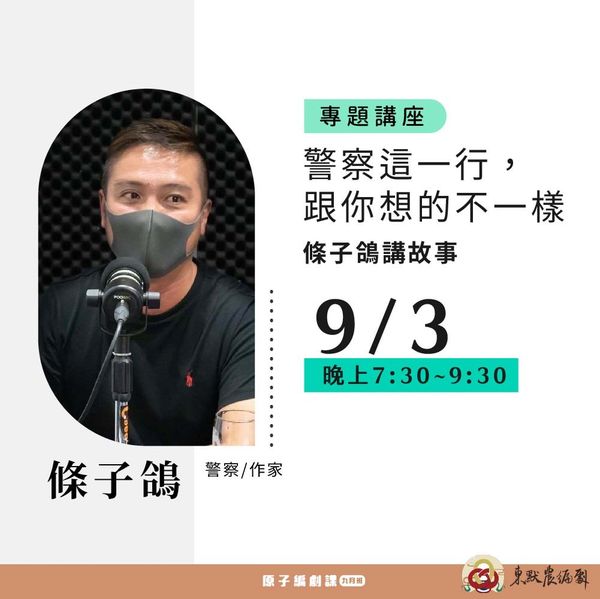 專題講座
警察這一行，
跟你想的不一樣
條子鴿講故事
9/3
晚上7:30~9:30
條子鴿
警察/作家
原子編劇課 九月班
東默農編劇